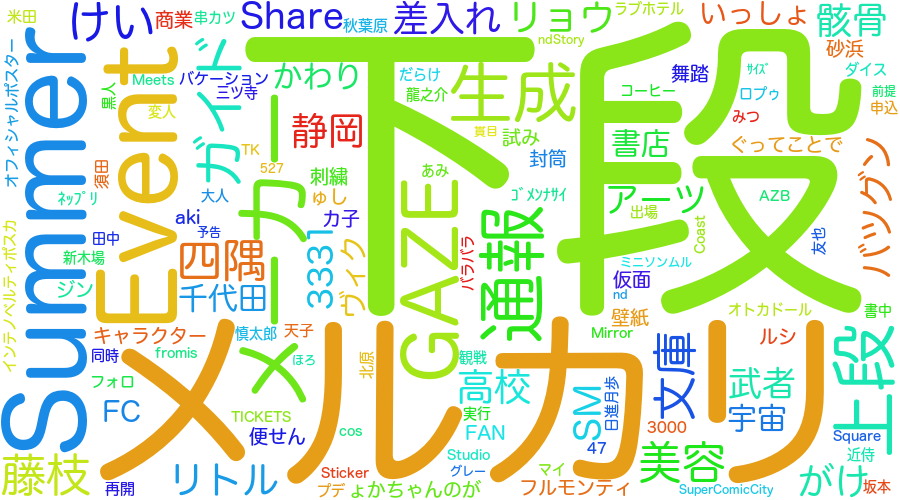 米田
串カツ
商業
けい
Share
秋葉原
差入れ
リョウ
ラブホテル
ndStory
いっしょ
骸骨
砂浜
オフィシャルポスター
Summer
Event
黒人
Meets
変人
バケーション
三ツ寺
ガイド
かわり
だらけ
龍之介
あみ
下段
生成
貰目
試み
コーヒー
舞踏
ロプゥ
サイズ
ダイス
前提
申込
みつ
ぐってことで
書店
封筒
静岡
TK
527
刺繍
ゅし
力子
大人
予告
須田
ネップリ
aki
田中
新木場
ジン
四隅
千代田
メーカー
3331
ヴィク
GAZE
バラバラ
通報
ゴメンナサイ
アーツ
出場
AZB
Coast
友也
バツグン
ミニソンムル
仮面
nd
壁紙
Mirror
オトカドール
書中
ルシ
上段
インテノベルティポスカ
キャラクター
同時
fromis
慎太郎
天子
ほろ
北原
観戦
メルカリ
フォロ
FC
藤枝
再開
リトル
TICKETS
便せん
cos
Sticker
プデ
ょかちゃんのが
高校
実行
FAN
Studio
グレー
マイ
フルモンティ
SM
日進月歩
47
文庫
3000
美容
武者
宇宙
SuperComicCity
Square
近侍
がけ
坂本